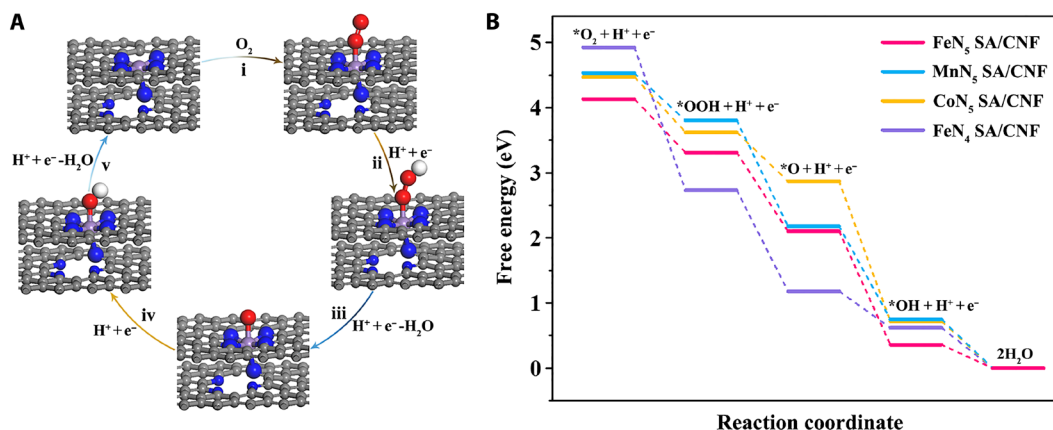 A
O₂
i
H⁺ + e⁻
ii
H⁺ + e⁻-H₂O
iii
H⁺ + e⁻
iv
H⁺ + e⁻-H₂O
v
B
Free energy (eV)
5
4
3
2
1
0
*O₂ + H⁺ + e⁻
*OOH + H⁺ + e⁻
*O + H⁺ + e⁻
*OH + H⁺ + e⁻
2H₂O
FeN₅ SA/CNF
MnN₅ SA/CNF
CoN₅ SA/CNF
FeN₄ SA/CNF
Reaction coordinate